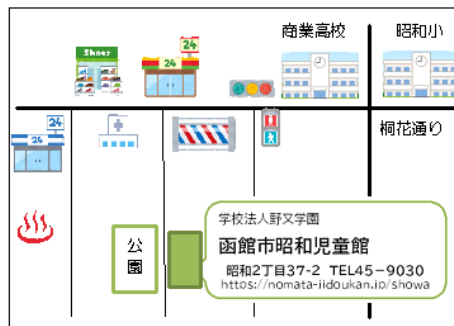 商業高校
昭和小
Shoes
24
24
24
24
桐花通り
公園
学校法人野又学園
函館市昭和児童館
昭和2丁目37-2 TEL45-9030
https://nomata-jidoukan.jp/showa